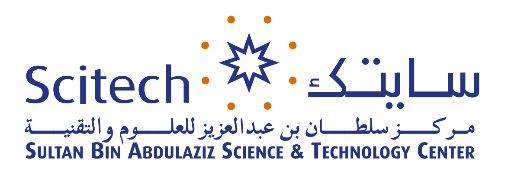 Scitech سايتك
مركز سلطان بن عبدالعزيز للعلوم والتقنية
SULTAN BIN ABDULAZIZ SCIENCE & TECHNOLOGY CENTER